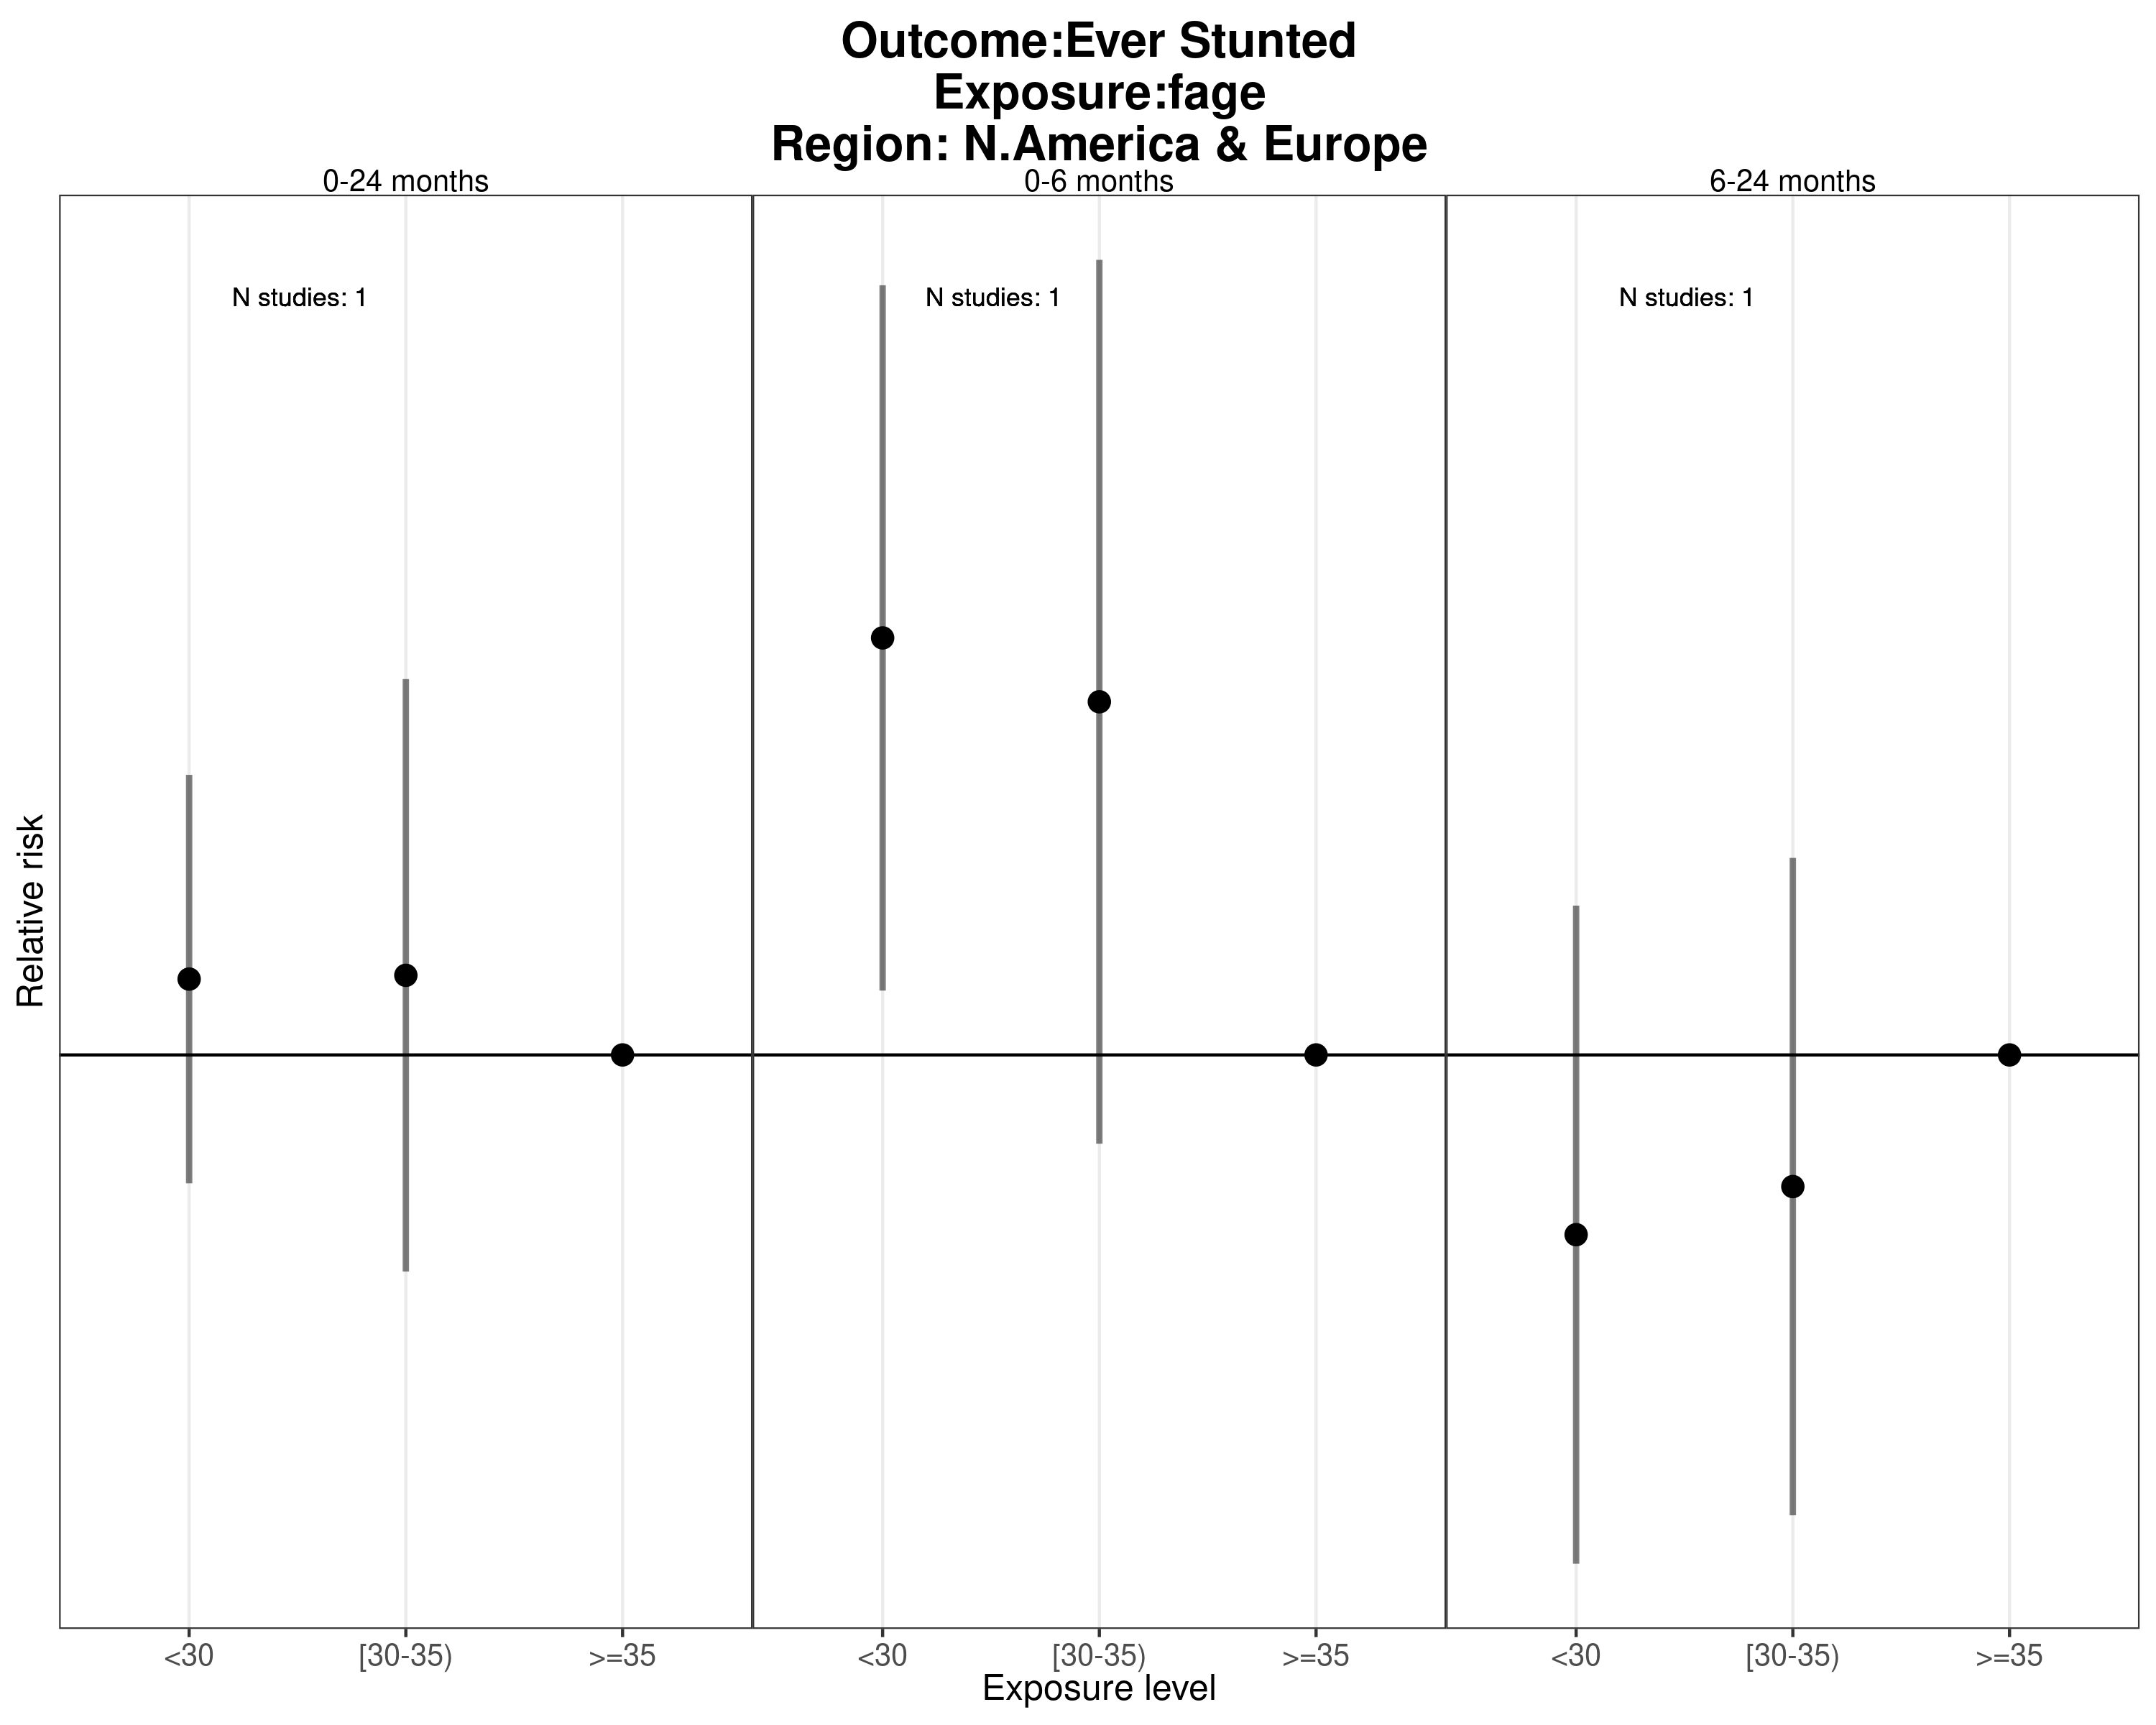 Outcome:Ever Stunted
Exposure:fage
Region: N.America & Europe
0-24 months
0-6 months
6-24 months
N studies: 1
N studies: 1
N studies: 1
Relative risk
<30
[30-35)
>=35
<30
[30-35)
>=35
<30
[30-35)
>=35
Exposure level